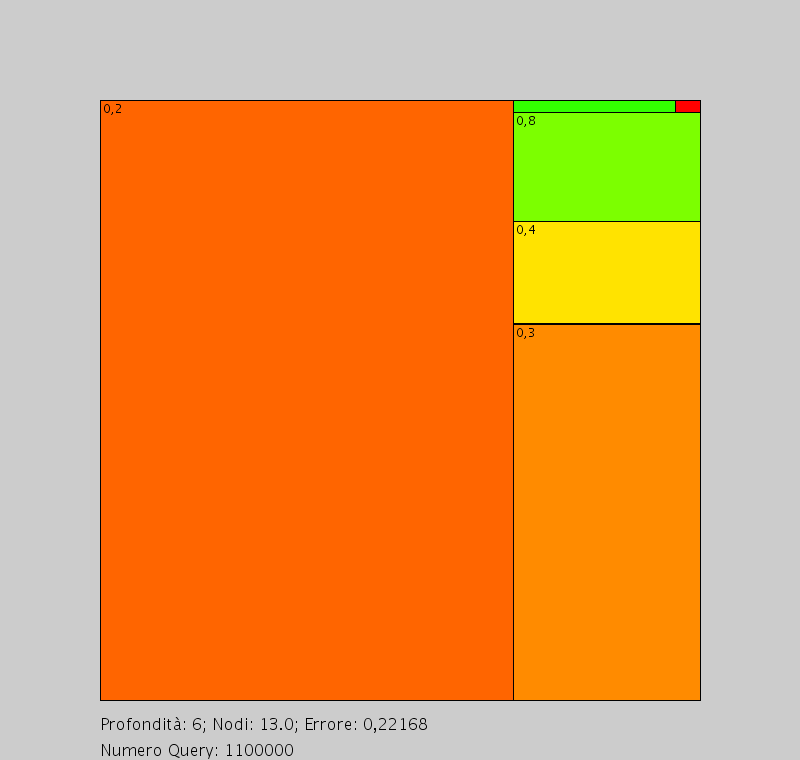 0,2
0,8
0,4
0,3
Profondità: 6; Nodi: 13.0; Errore: 0,22168
Numero Query: 1100000